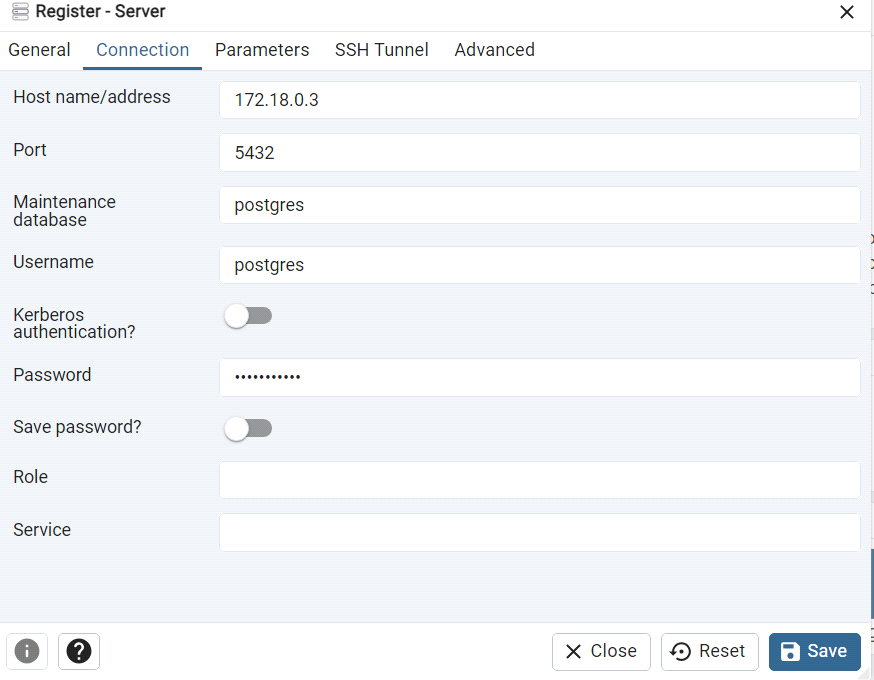 Register - Server
General Connection Parameters SSH Tunnel Advanced
Host name/address 172.18.0.3
Port 5432
Maintenance
database
postgres
Username postgres
Kerberos
authentication?
Password •••••••••••
Save password?
Role
Service
Close Reset Save